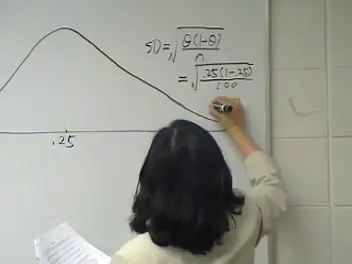 SD = √θ(1-θ)/n
= √.25(1-.25)/100
.25